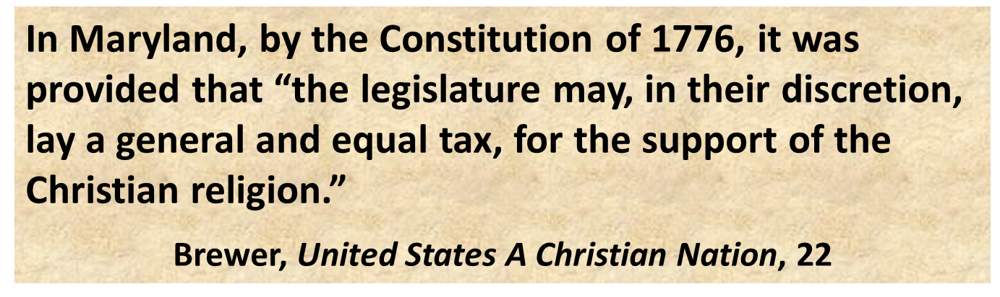 In Maryland, by the Constitution of 1776, it was
provided that “the legislature may, in their discretion,
lay a general and equal tax, for the support of the
Christian religion.”
Brewer, United States A Christian Nation, 22